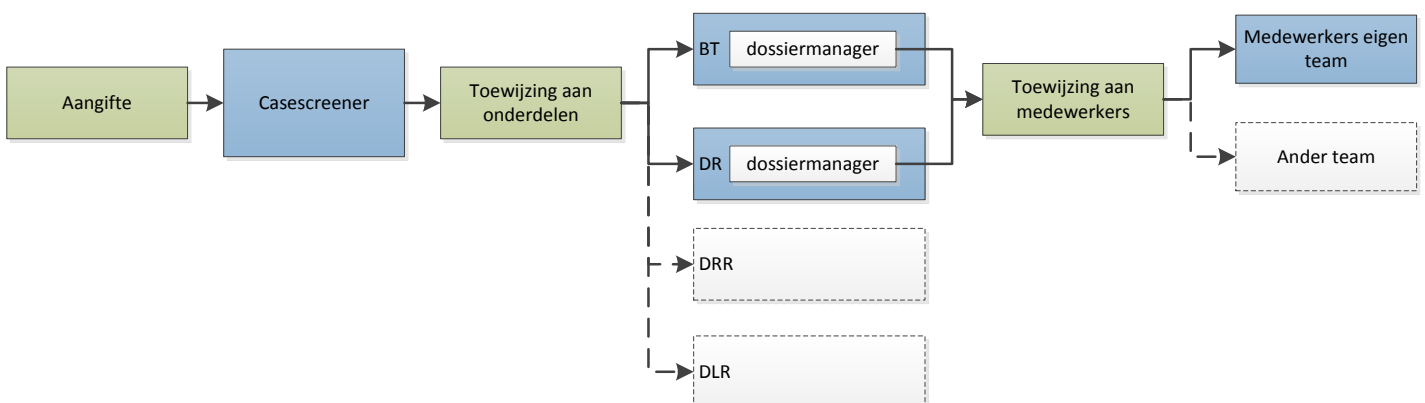 Aangifte
Casescreener
Toewijzing aan
onderdelen
BT
dossiermanager
DR
dossiermanager
DRR
DLR
Toewijzing aan
medewerkers
Medewerkers eigen
team
Ander team